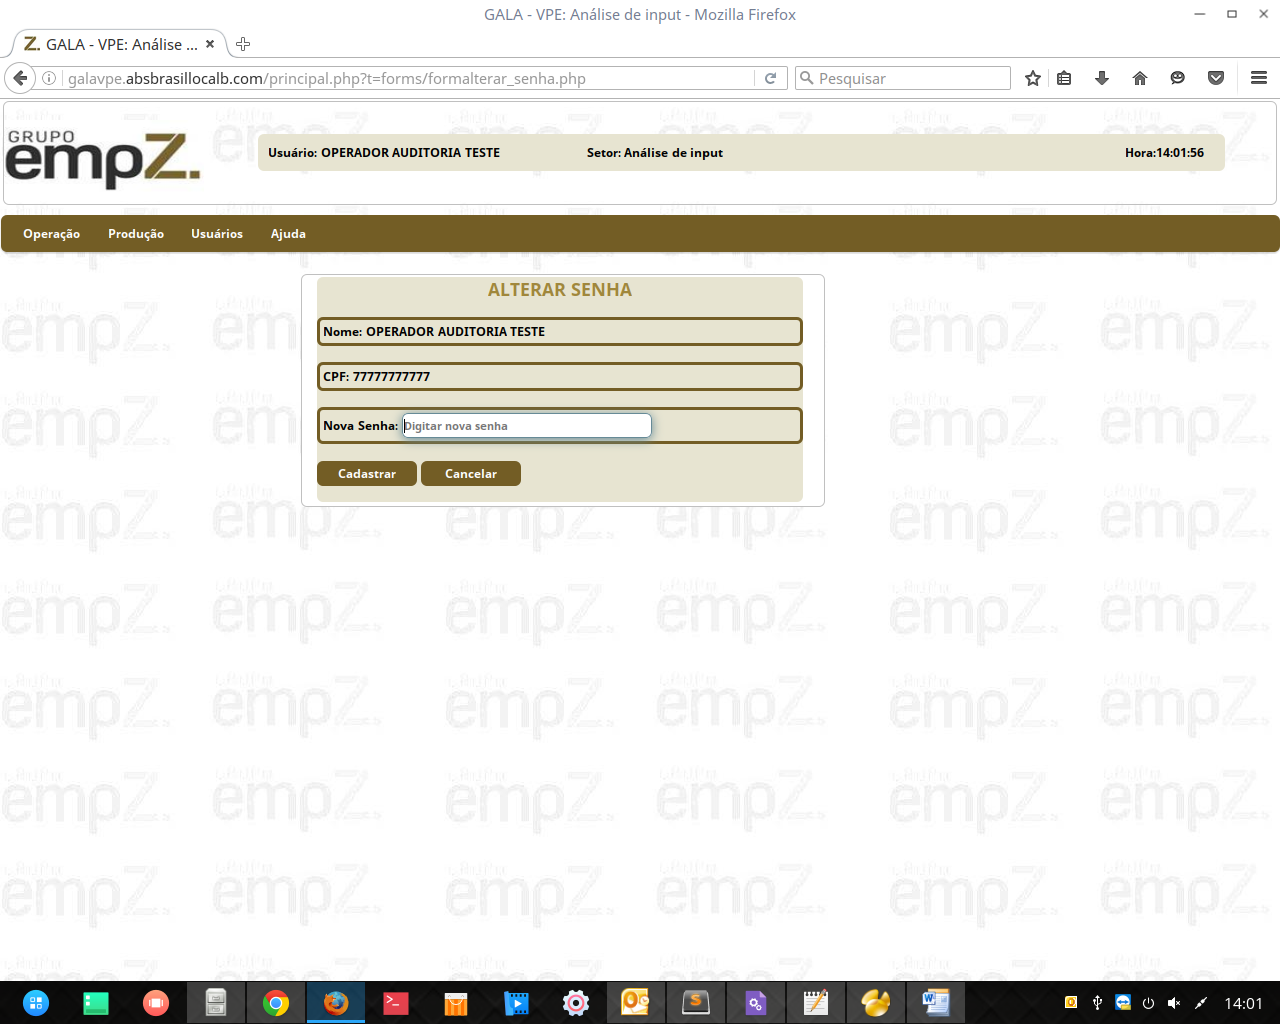 GALA - VPE: Análise de input - Mozilla Firefox
Z. GALA - VPE: Análise ...
galavpe.absbrasillocalb.com/principal.php?t=forms/formalterar_senha.php
Pesquisar
GRUPO
empZ.
Usuário: OPERADOR AUDITORIA TESTE Setor: Análise de input Hora:14:01:56
Operação Produção Usuários Ajuda
ALTERAR SENHA
Nome: OPERADOR AUDITORIA TESTE
CPF: 77777777777
Nova Senha: Digitar nova senha
Cadastrar Cancelar
14:01